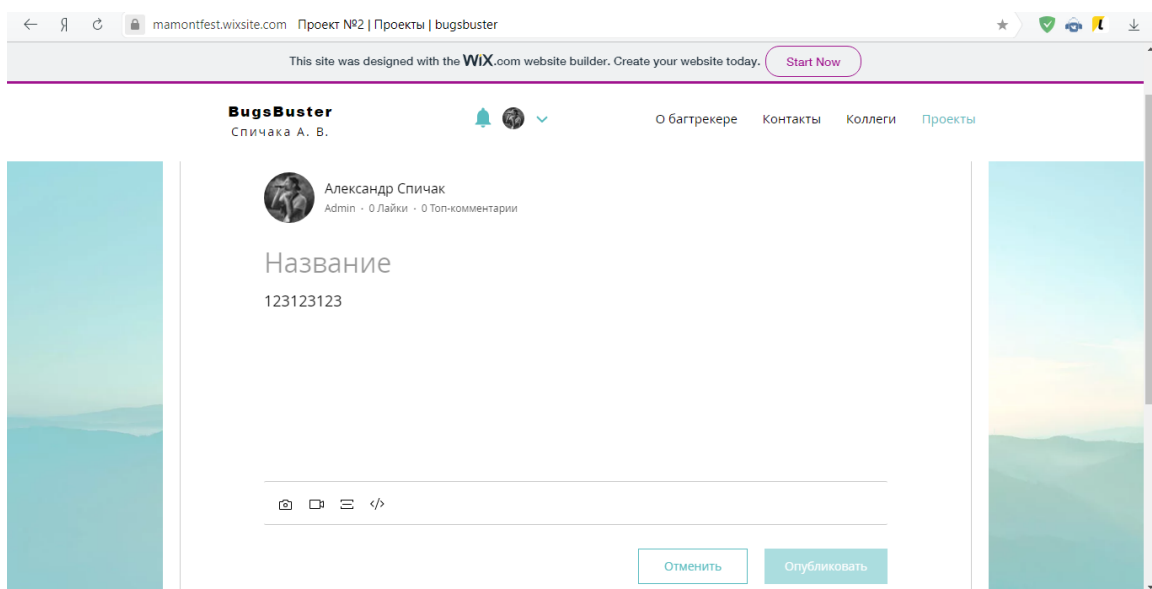 Я mamontfest.wixsite.com Проект №2 | Проекты | bugsbuster
This site was designed with the WiX.com website builder. Create your website today. Start Now
BugsBuster
Спичака А. В.
О багтрекере Контакты Коллеги Проекты
Александр Спичак
Admin · 0 Лайки · 0 Топ-комментарии
Название
123123123
</>
Отменить Опубликовать